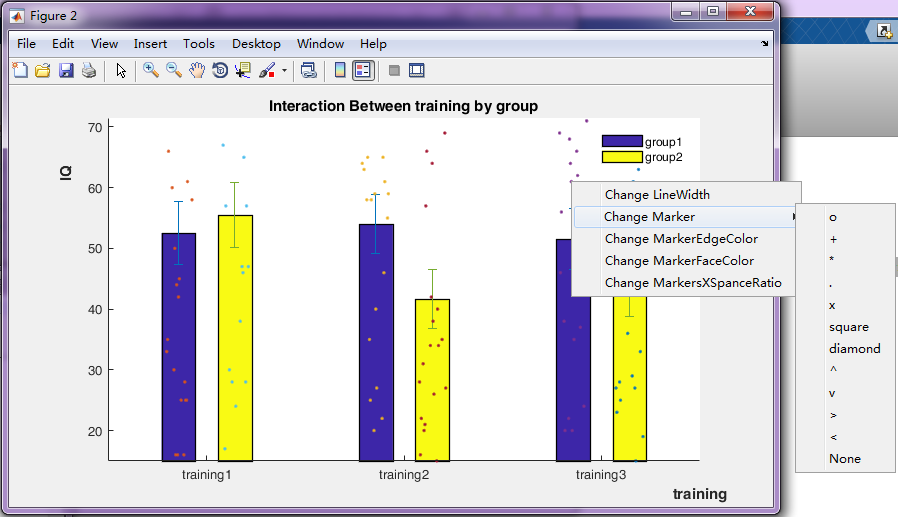 Figure 2
File Edit View Insert Tools Desktop Window Help
Interaction Between training by group
IQ
70
60
50
40
30
20
group1
group2
training1 training2 training3
training
Change LineWidth
Change Marker
Change MarkerEdgeColor
Change MarkerFaceColor
Change MarkersXSpanceRatio
o
+
*
.
x
square
diamond
^
v
>
<
None